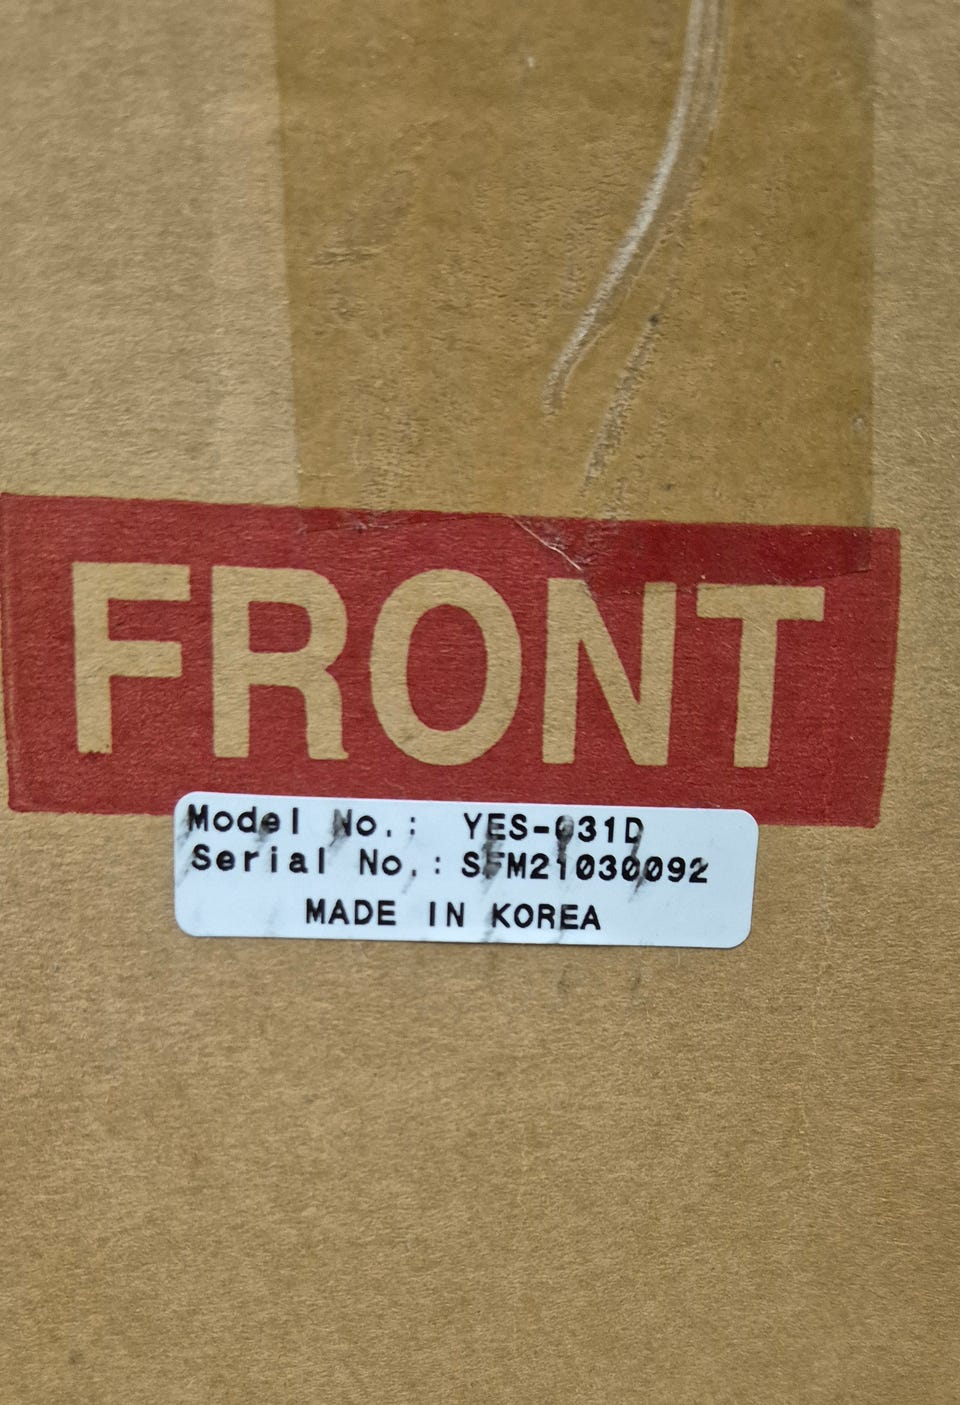 FRONT
Model No.: YES-031D
Serial No.: SFM21030092
MADE IN KOREA